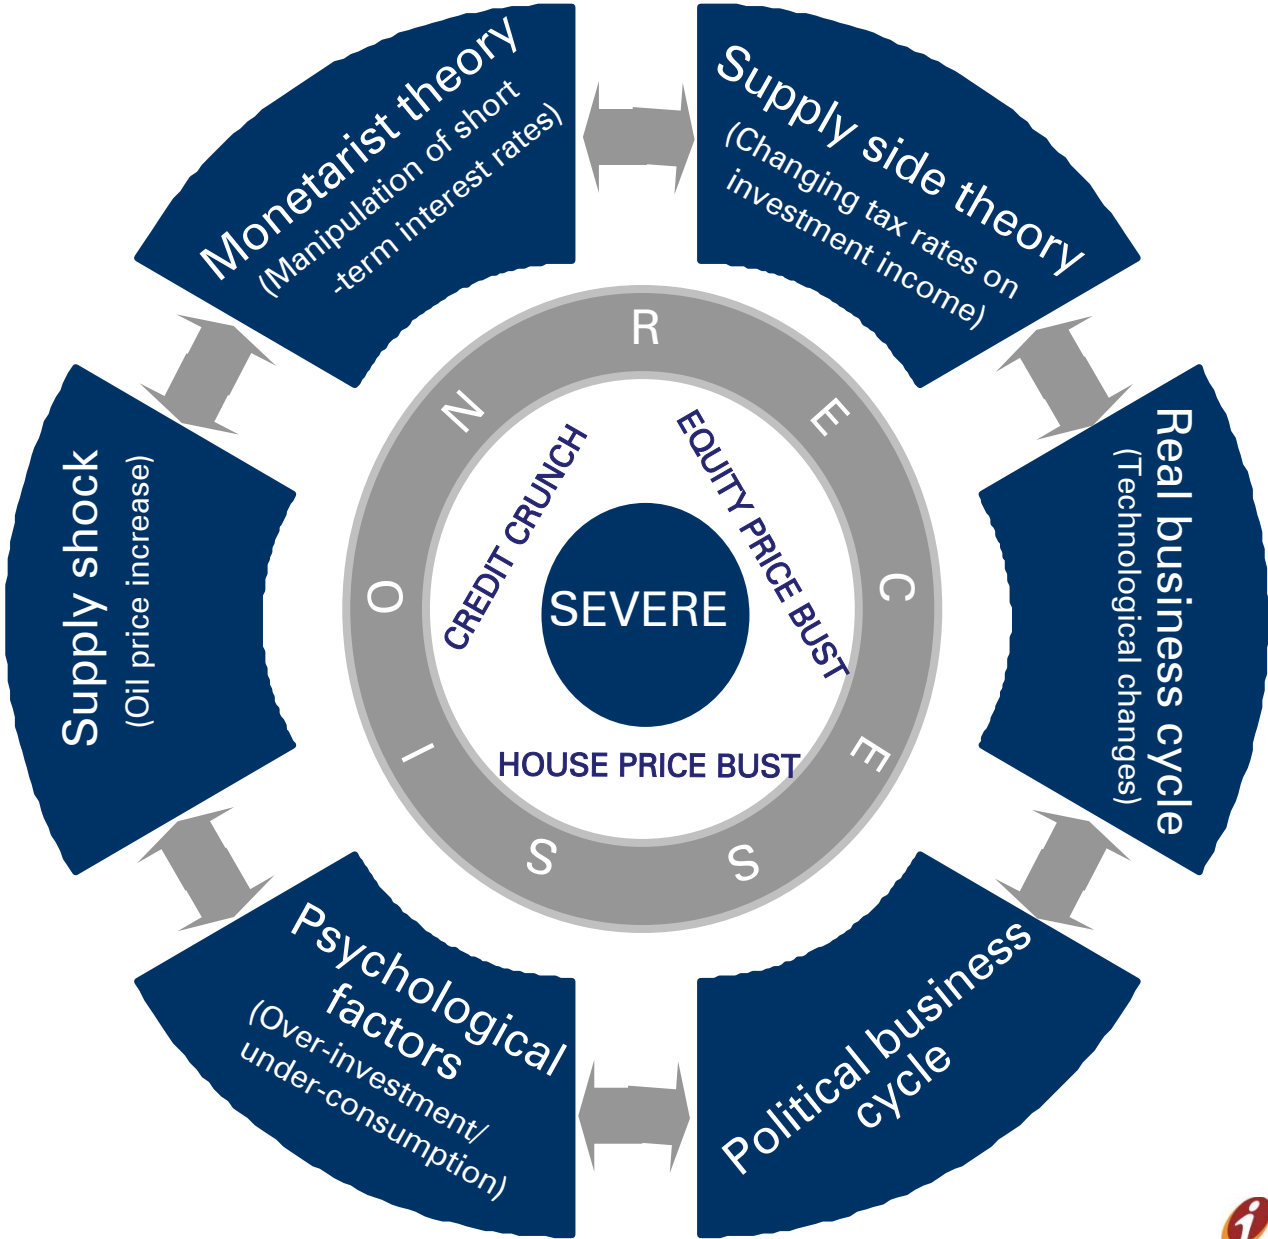 Monetarist theory
(Manipulation of short
-term interest rates)
Supply side theory
(Changing tax rates on
investment income)
Real business cycle
(Technological changes)
Political business
cycle
Psychological
factors
(Over-investment/
under-consumption)
Supply shock
(Oil price increase)
RECESSION
CREDIT CRUNCH
EQUITY PRICE BUST
HOUSE PRICE BUST
SEVERE
i